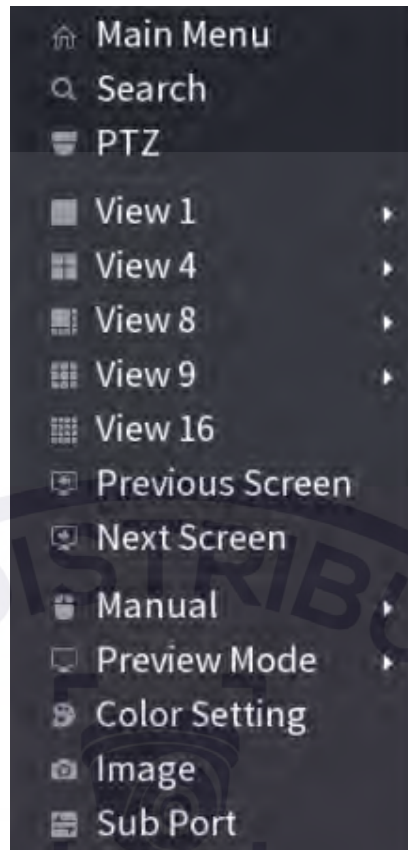 Main Menu
Search
PTZ
View 1
View 4
View 8
View 9
View 16
Previous Screen
Next Screen
Manual
Preview Mode
Color Setting
Image
Sub Port